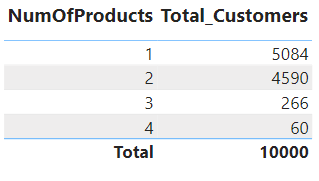 NumOfProducts Total_Customers
1 5084
2 4590
3 266
4 60
Total 10000